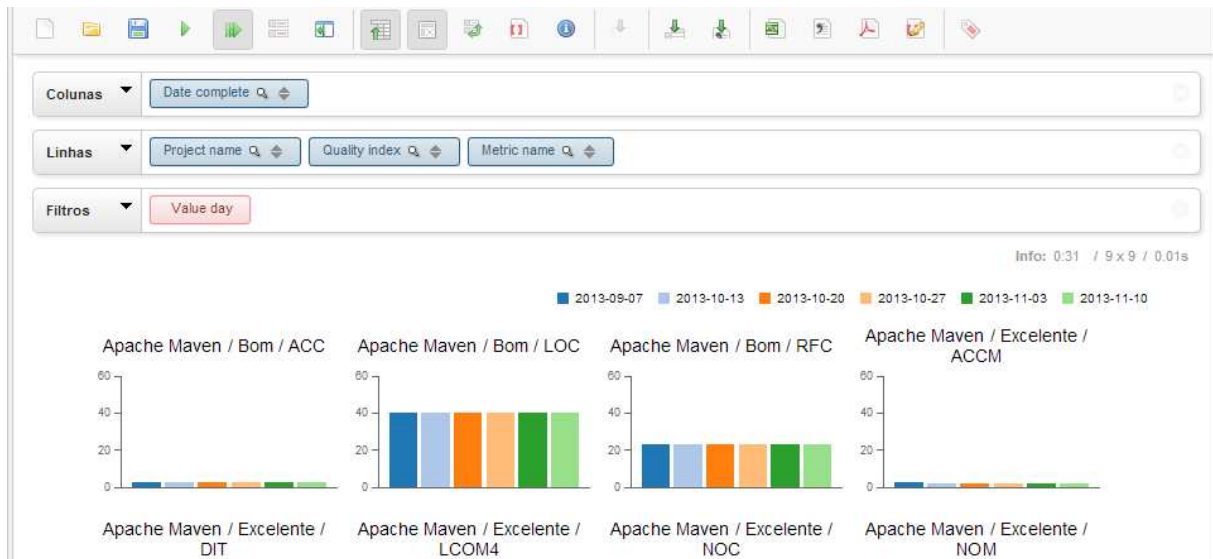 Colunas
Date complete
Linhas
Project name
Quality index
Metric name
Filtros
Value day
Info: 0:31 / 9 x 9 / 0.01s
2013-09-07 2013-10-13 2013-10-20 2013-10-27 2013-11-03 2013-11-10
Apache Maven / Bom / ACC
60
40
20
0
Apache Maven / Bom / LOC
60
40
20
0
Apache Maven / Bom / RFC
60
40
20
0
Apache Maven / Excelente /
ACCM
60
40
20
0
Apache Maven / Excelente /
DIT
Apache Maven / Excelente /
LCOM4
Apache Maven / Excelente /
NOC
Apache Maven / Excelente /
NOM